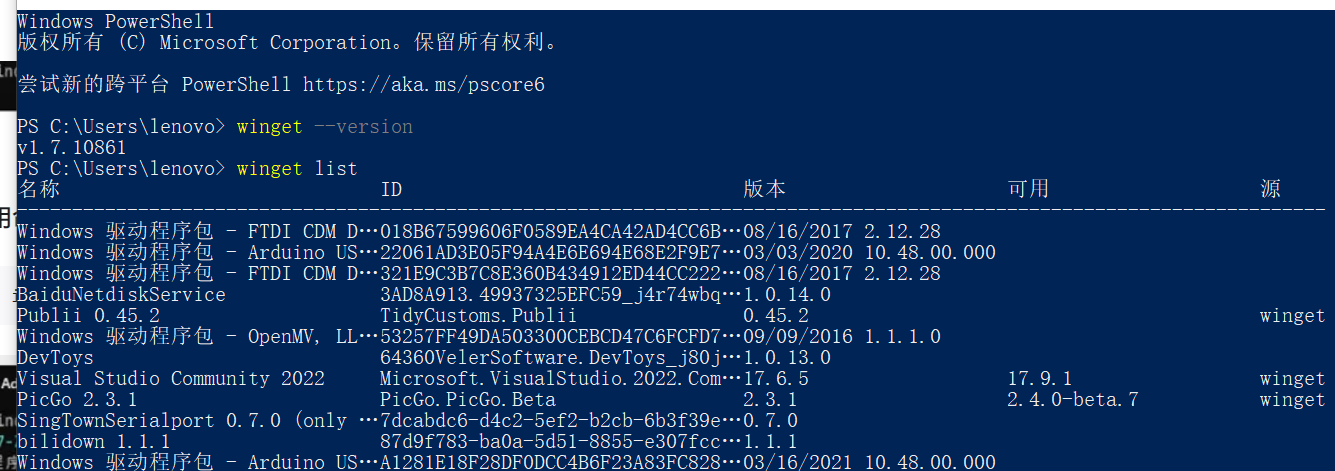 Windows PowerShell
版权所有 (C) Microsoft Corporation。保留所有权利。
尝试新的跨平台 PowerShell https://aka.ms/pscore6
PS C:\Users\lenovo> winget --version
v1.7.10861
PS C:\Users\lenovo> winget list
名称 ID 版本 可用 源
Windows 驱动程序包 - FTDI CDM D…018B67599606F0589EA4CA42AD4CC6B…08/16/2017 2.12.28
Windows 驱动程序包 - Arduino US…22061AD3E05F94A4E6E694E68E2F9E7…03/03/2020 10.48.00.000
Windows 驱动程序包 - FTDI CDM D…321E9C3B7C8E360B434912ED44CC222…08/16/2017 2.12.28
BaiduNetdiskService 3AD8A913.49937325EFC59_j4r74wbq…1.0.14.0
Publii 0.45.2 TidyCustoms.Publii 0.45.2 winget
Windows 驱动程序包 - OpenMV, LL…53257FF49DA503300CEBCD47C6FCFD7…09/09/2016 1.1.1.0
DevToys 64360VelerSoftware.DevToys_j80j…1.0.13.0
Visual Studio Community 2022 Microsoft.VisualStudio.2022.Com…17.6.5 17.9.1 winget
PicGo 2.3.1 PicGo.PicGo.Beta 2.3.1 2.4.0-beta.7 winget
SingTownSerialport 0.7.0 (only …7dcabdc6-d4c2-5ef2-b2cb-6b3f39e…0.7.0
bilidown 1.1.1 87d9f783-ba0a-5d51-8855-e307fcc…1.1.1
Windows 驱动程序包 - Arduino US…A1281E18F28DF0DCC4B6F23A83FC828…03/16/2021 10.48.00.000